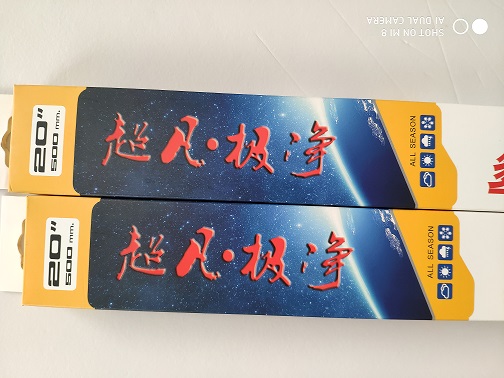 SHOT ON MI 8
AI DUAL CAMERA
20"
500 mm.
超凡·极净
ALL SEASON
20"
500 mm.
超凡·极净
ALL SEASON